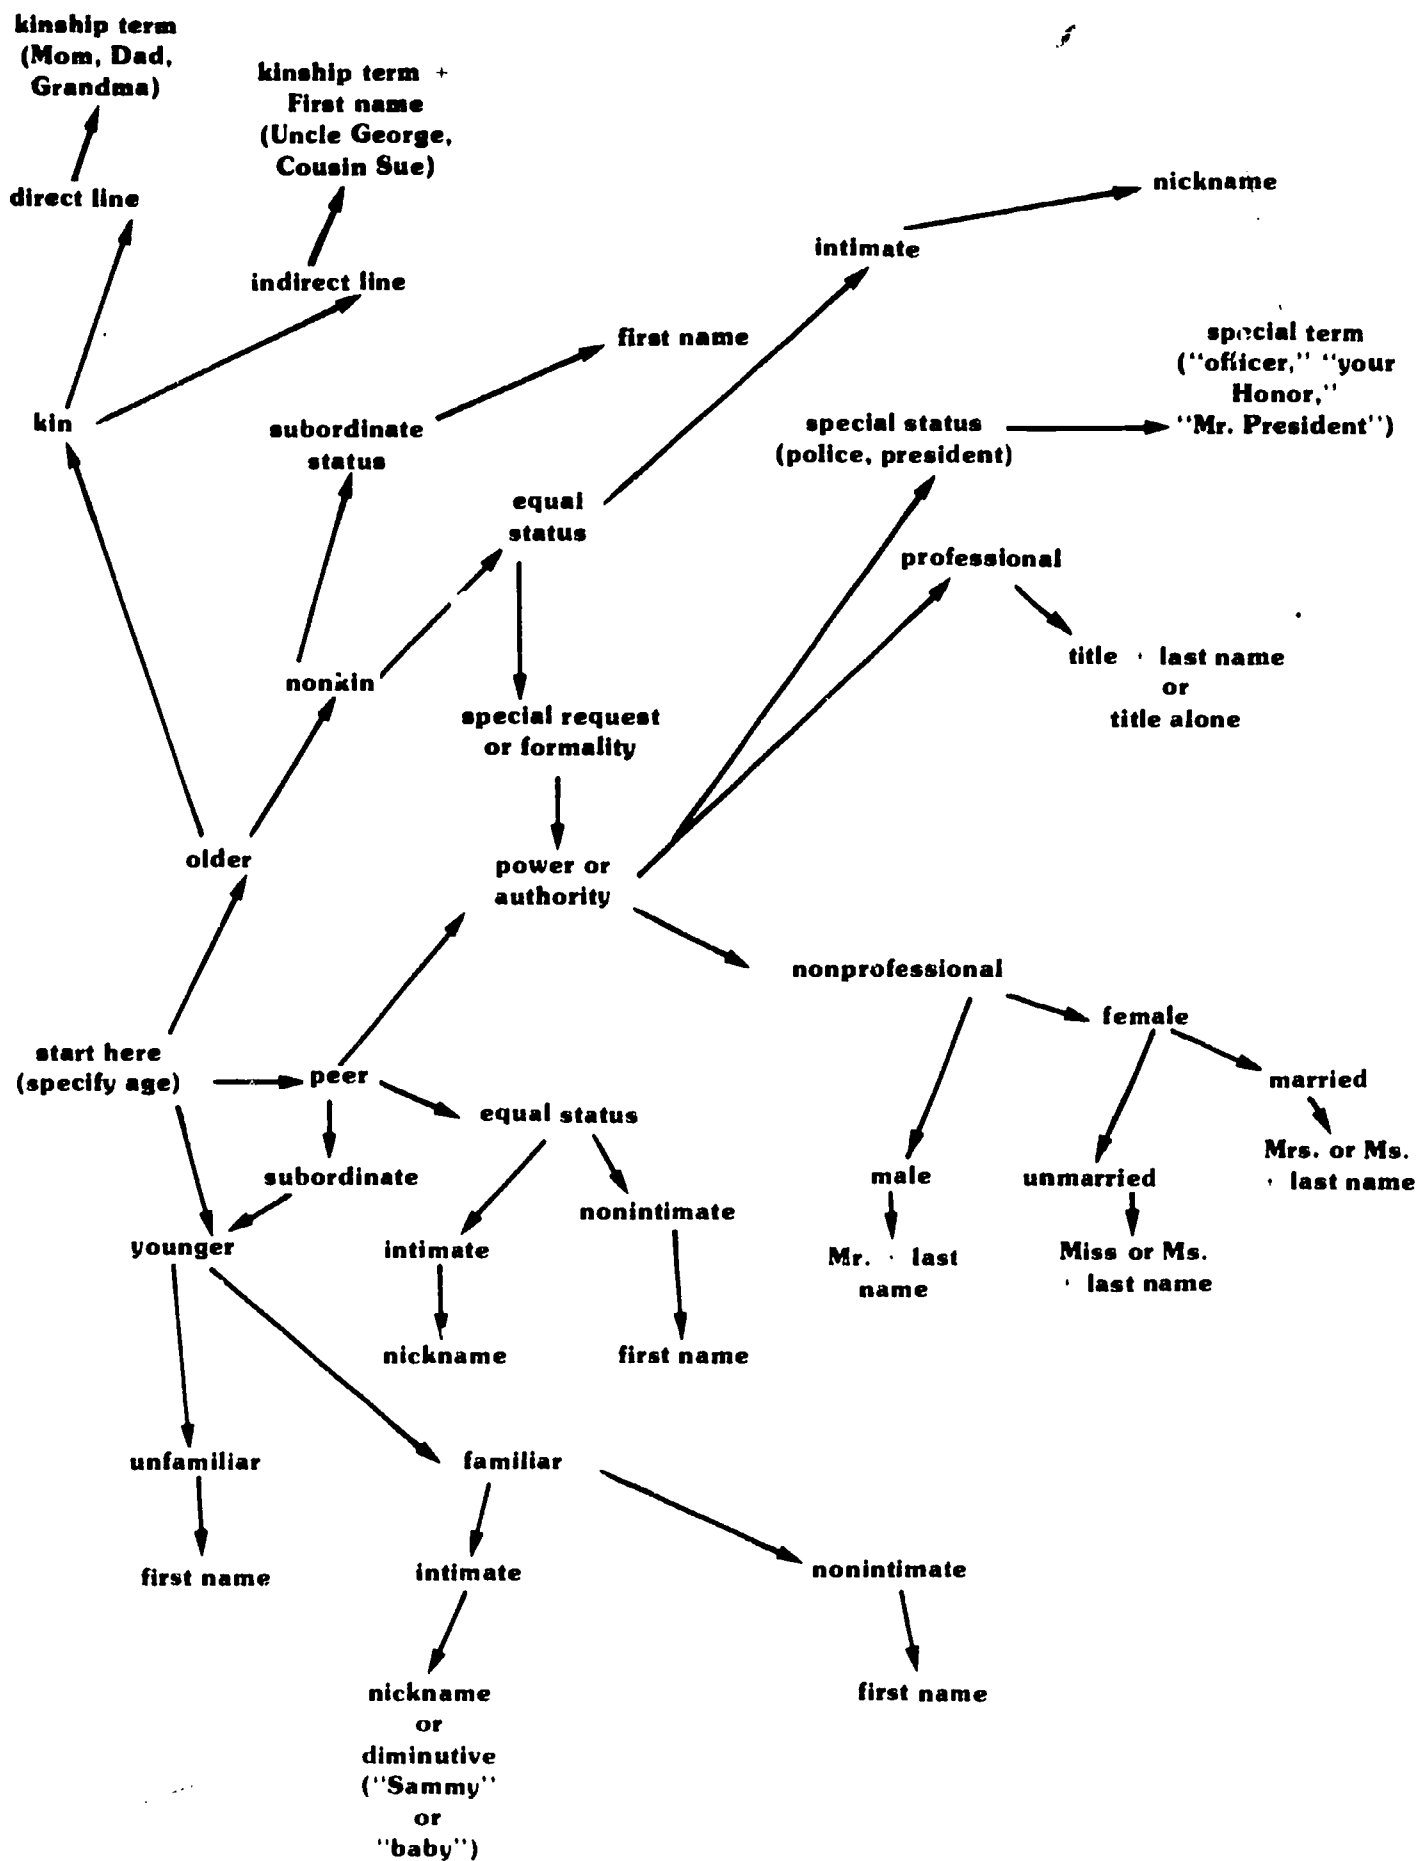 kinship term
(Mom, Dad,
Grandma)
kinship term +
First name
(Uncle George,
Cousin Sue)
direct line
nickname
intimate
indirect line
first name
special term
("officer," "your
Honor,"
"Mr. President")
kin
subordinate
status
special status
(police, president)
equal
status
professional
title + last name
or
title alone
nonkin
special request
or formality
older
power or
authority
nonprofessional
female
start here
(specify age)
peer
married
equal status
Mrs. or Ms.
+ last name
subordinate
male
unmarried
nonintimate
younger
intimate
Mr. + last
name
Miss or Ms.
+ last name
nickname
first name
unfamiliar
familiar
first name
intimate
nonintimate
nickname
or
diminutive
("Sammy"
or
"baby")
first name